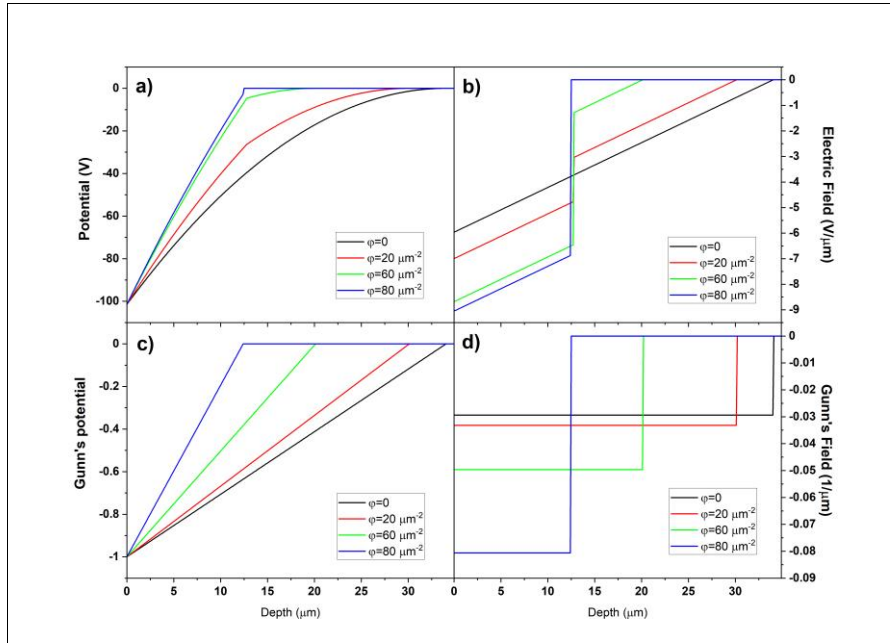 a)
0
-20
-40
-60
-80
-100
Potential (V)
φ=0
φ=20 μm-2
φ=60 μm-2
φ=80 μm-2
b)
0
-1
-2
-3
-4
-5
-6
-7
-8
-9
Electric Field (V/μm)
φ=0
φ=20 μm-2
φ=60 μm-2
φ=80 μm-2
c)
0
-0.2
-0.4
-0.6
-0.8
-1
Gunn's potential
φ=0
φ=20 μm-2
φ=60 μm-2
φ=80 μm-2
0 5 10 15 20 25 30
Depth (μm)
d)
0
-0.01
-0.02
-0.03
-0.04
-0.05
-0.06
-0.07
-0.08
-0.09
Gunn's Field (1/μm)
φ=0
φ=20 μm-2
φ=60 μm-2
φ=80 μm-2
0 5 10 15 20 25 30
Depth (μm)